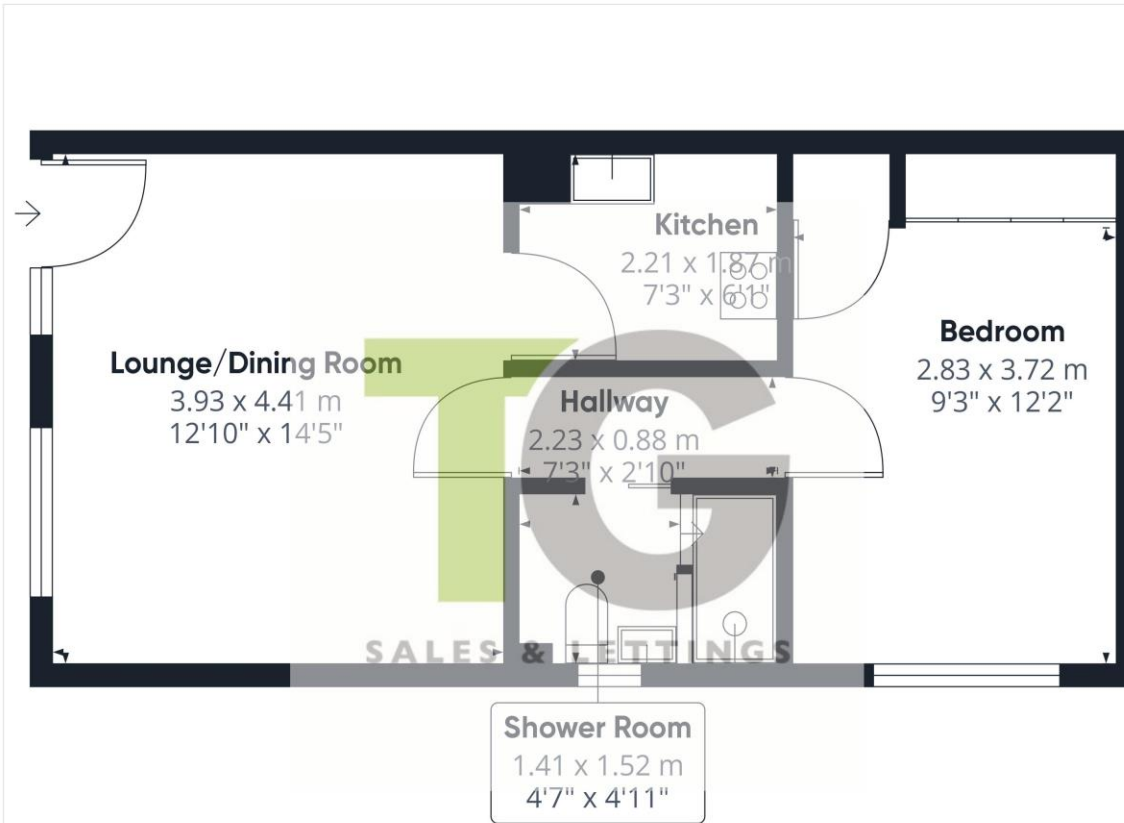 Kitchen
2.21 x 1.87 m
7'3" x 6'1"
Bedroom
2.83 x 3.72 m
9'3" x 12'2"
Lounge/Dining Room
3.93 x 4.41 m
12'10" x 14'5"
Hallway
2.23 x 0.88 m
7'3" x 2'10"
TG
SALES & LETTINGS
Shower Room
1.41 x 1.52 m
4'7" x 4'11"